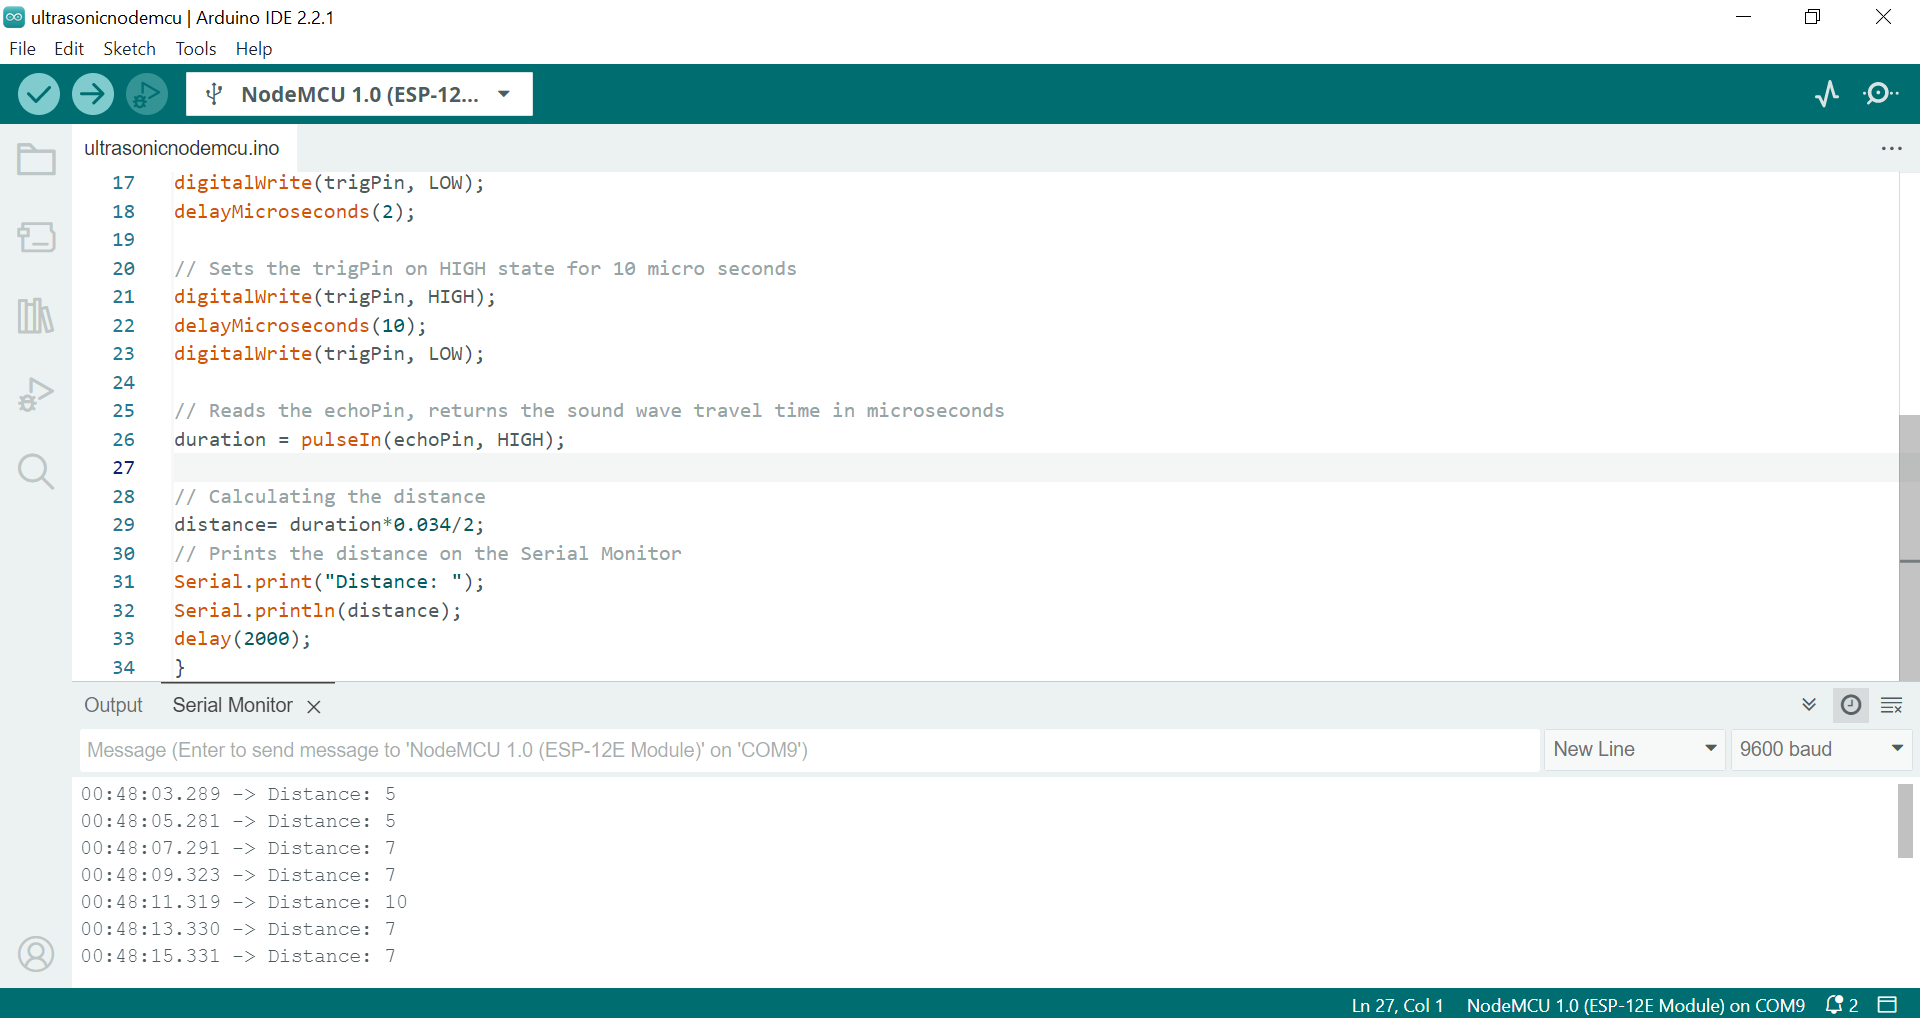 ultrasonicnodemcu | Arduino IDE 2.2.1
File Edit Sketch Tools Help
NodeMCU 1.0 (ESP-12...
ultrasonicnodemcu.ino
17 digitalWrite(trigPin, LOW);
18 delayMicroseconds(2);
19
20 // Sets the trigPin on HIGH state for 10 micro seconds
21 digitalWrite(trigPin, HIGH);
22 delayMicroseconds(10);
23 digitalWrite(trigPin, LOW);
24
25 // Reads the echoPin, returns the sound wave travel time in microseconds
26 duration = pulseIn(echoPin, HIGH);
27
28 // Calculating the distance
29 distance= duration*0.034/2;
30 // Prints the distance on the Serial Monitor
31 Serial.print("Distance: ");
32 Serial.println(distance);
33 delay(2000);
34 }
Output Serial Monitor
Message (Enter to send message to 'NodeMCU 1.0 (ESP-12E Module)' on 'COM9') New Line 9600 baud
00:48:03.289 -> Distance: 5
00:48:05.281 -> Distance: 5
00:48:07.291 -> Distance: 7
00:48:09.323 -> Distance: 7
00:48:11.319 -> Distance: 10
00:48:13.330 -> Distance: 7
00:48:15.331 -> Distance: 7
Ln 27, Col 1 NodeMCU 1.0 (ESP-12E Module) on COM9 2